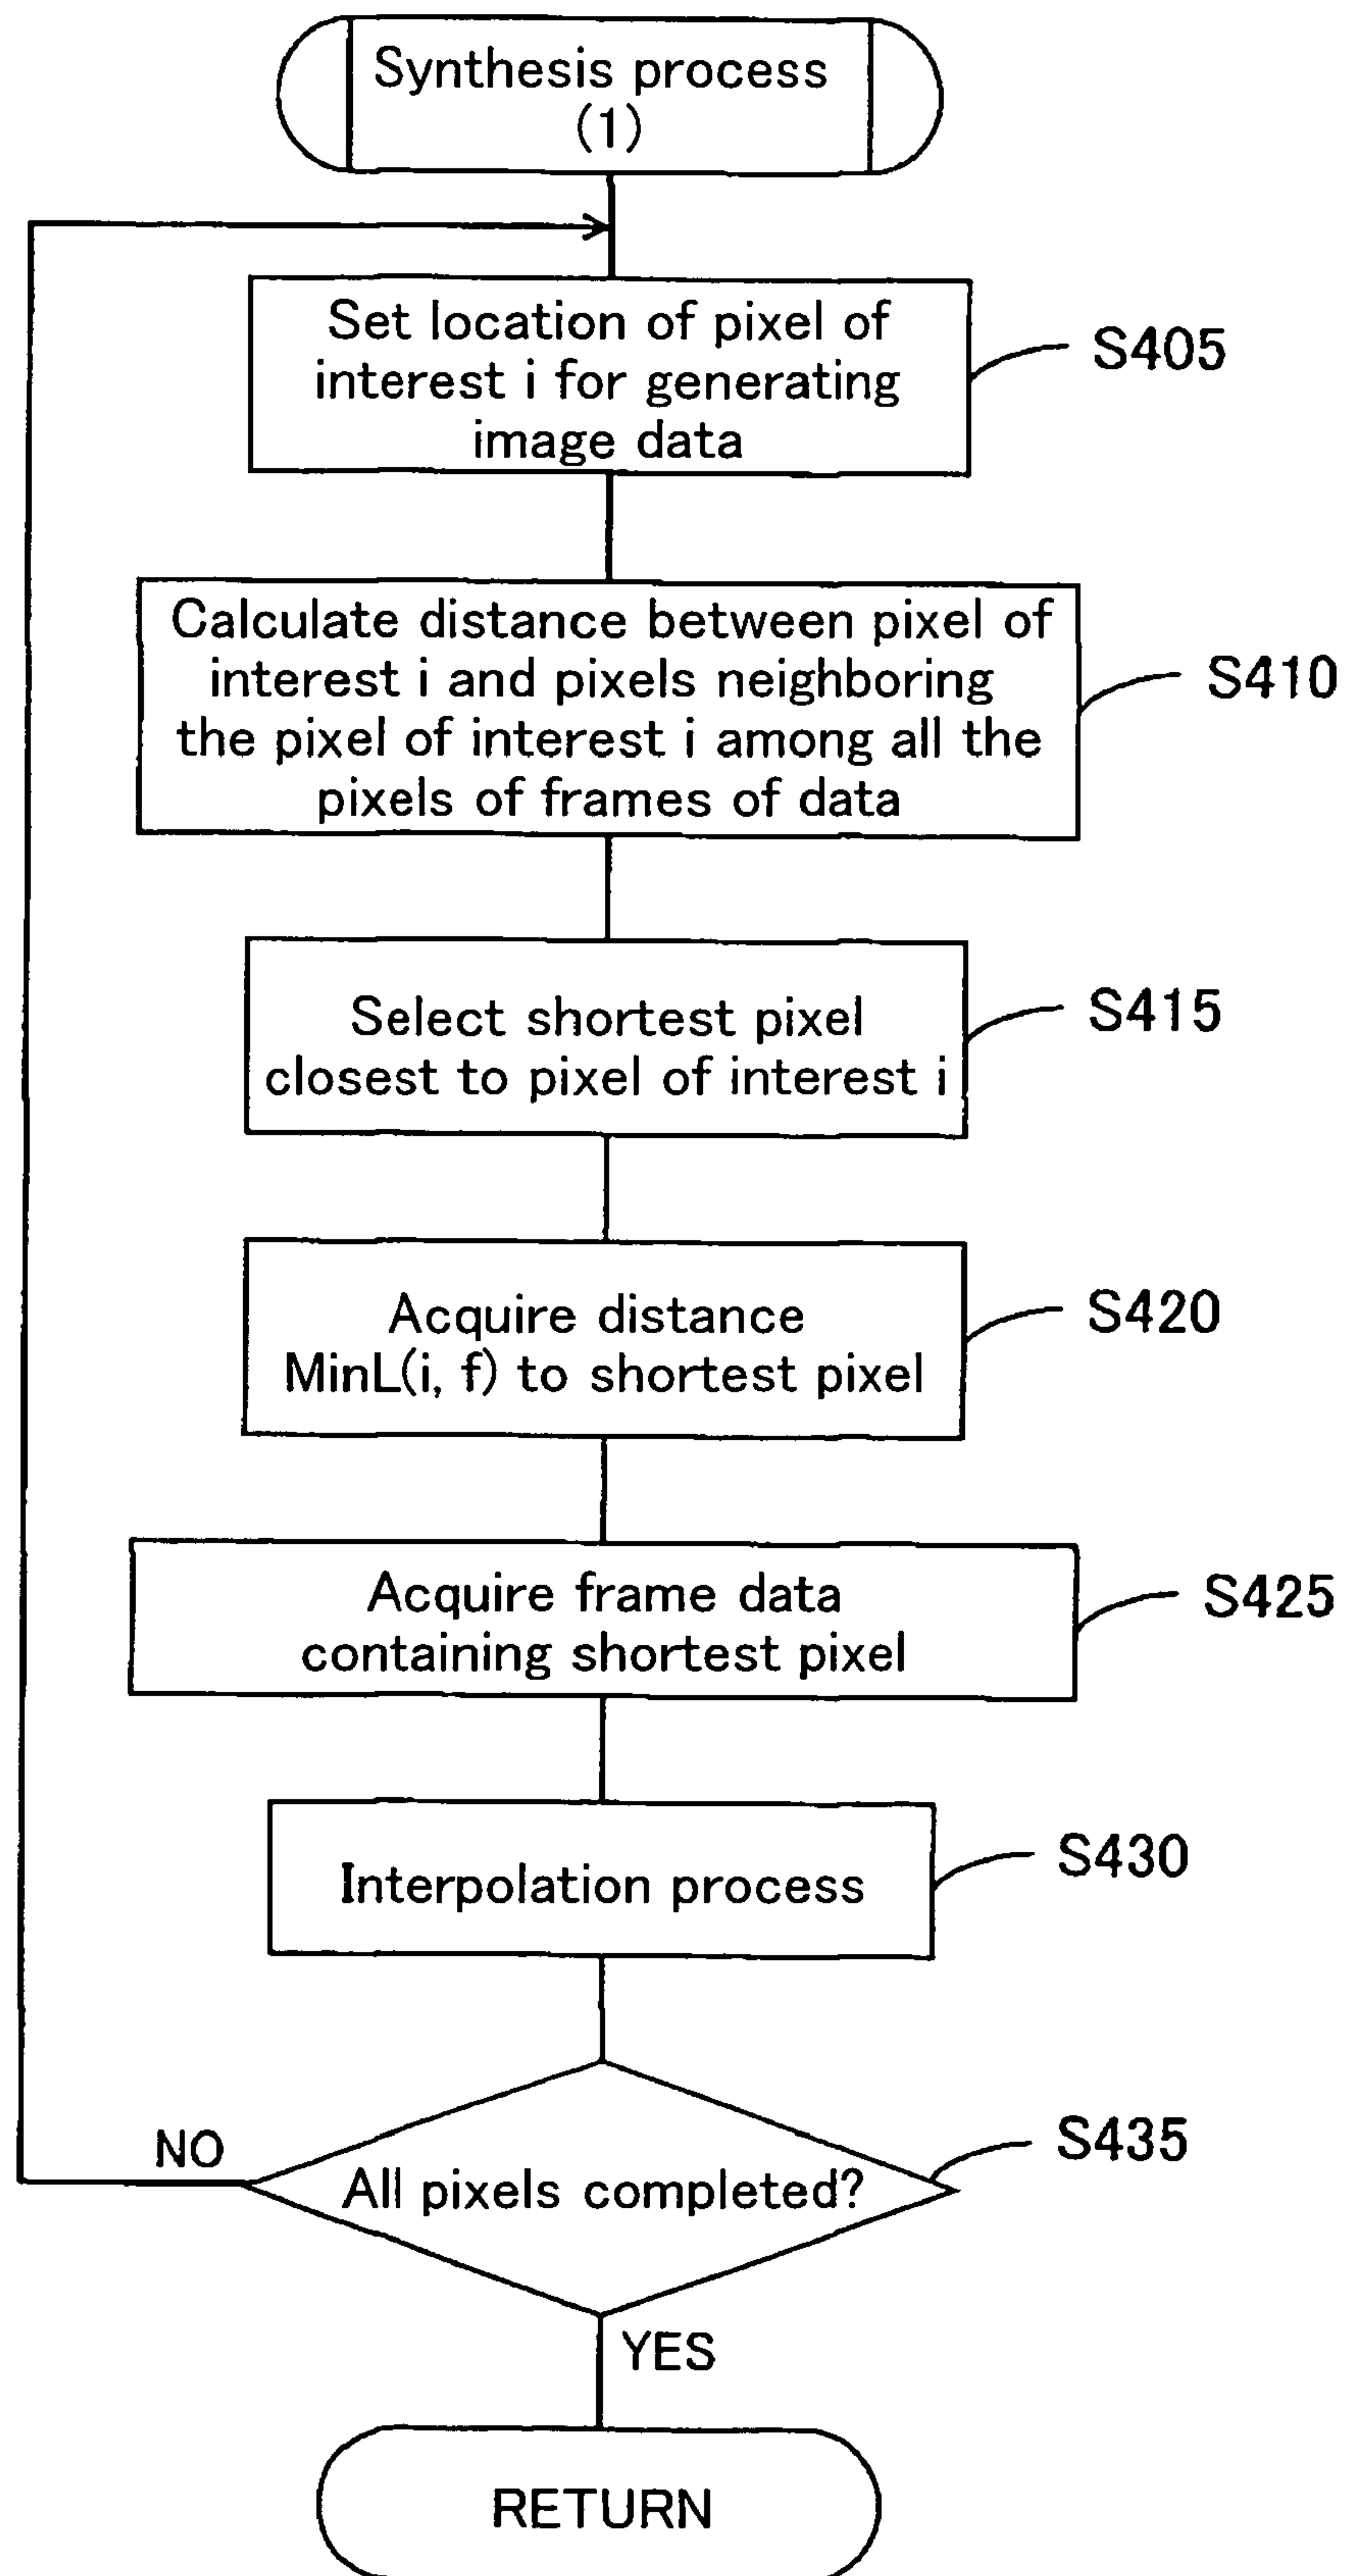 Synthesis process
(1)
Set location of pixel of
interest i for generating
image data
S405
Calculate distance between pixel of
interest i and pixels neighboring
the pixel of interest i among all the
pixels of frames of data
S410
Select shortest pixel
closest to pixel of interest i
S415
Acquire distance
MinL(i, f) to shortest pixel
S420
Acquire frame data
containing shortest pixel
S425
Interpolation process
S430
All pixels completed?
S435
NO
YES
RETURN